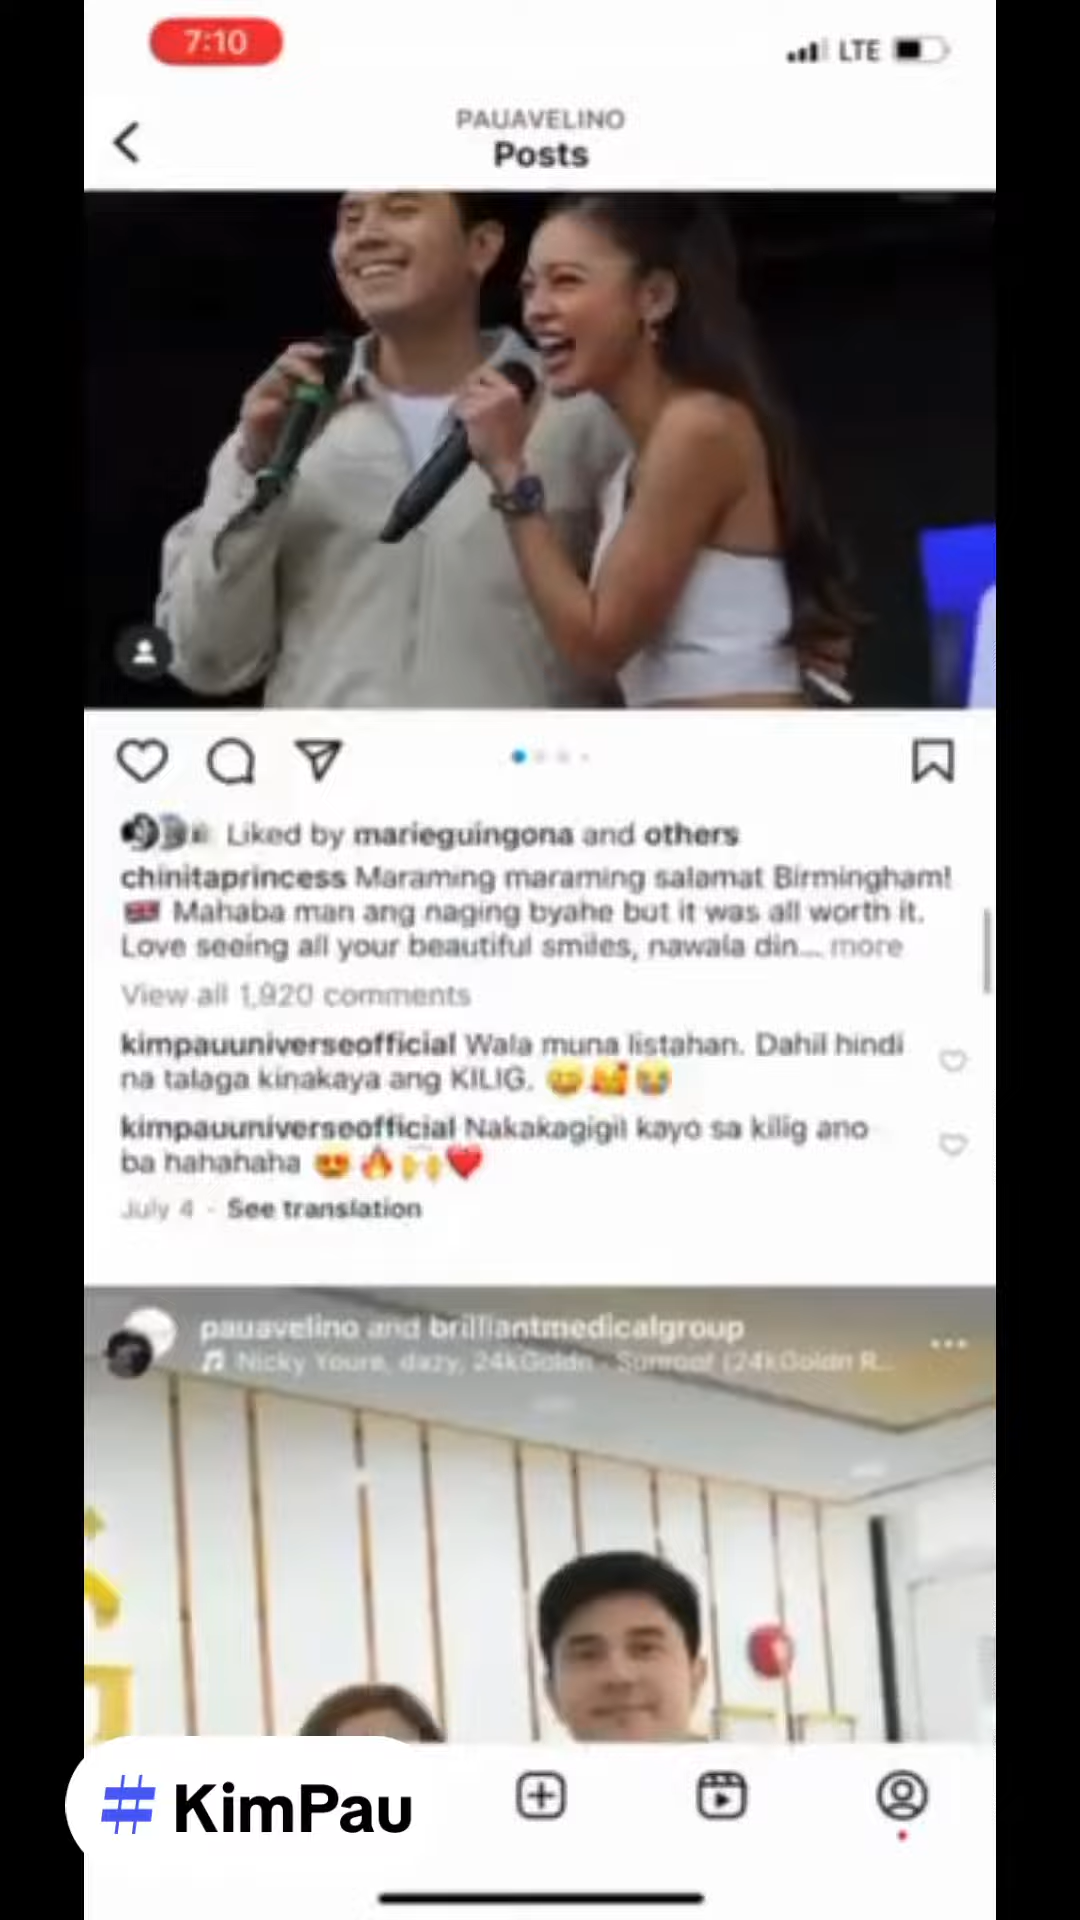 7:10
LTE
PAUAVELINO
Posts
Liked by marieguingona and others
chinitaprincess Maraming maraming salamat Birmingham!
🇬🇧 Mahaba man ang naging byahe but it was all worth it.
Love seeing all your beautiful smiles, nawala din... more
View all 1,920 comments
kimpauuniverseofficial Wala muna listahan. Dahil hindi
na talaga kinakaya ang KILIG. 😄🥰😭
kimpauuniverseofficial Nakakagigil kayo sa kilig ano
ba hahahaha 😍🔥🙌❤️
July 4 · See translation
pauavelino and brilliantmedicalgroup
Nicky Youre, dazy, 24kGoldn · Sunroof (24kGoldn R...
# KimPau